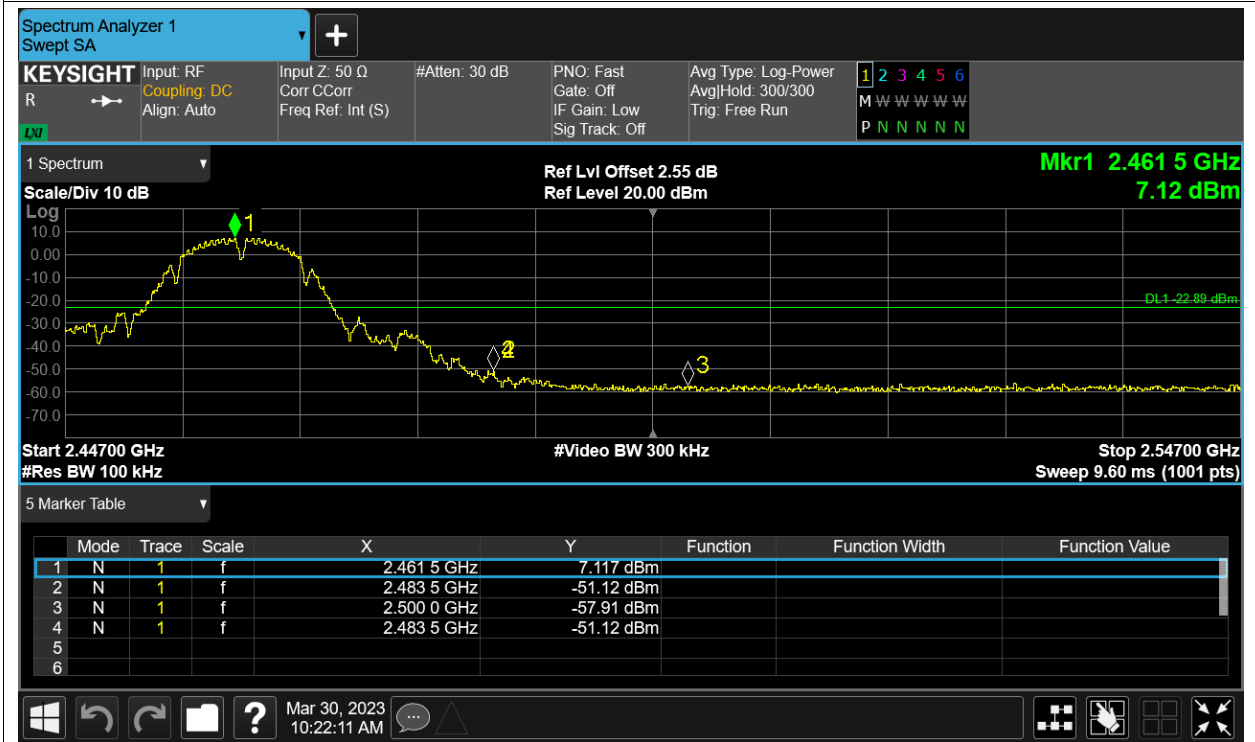 Spectrum Analyzer 1
Swept SA
KEYSIGHT
R
LXI
Input: RF
Coupling: DC
Align: Auto
Input Z: 50 Ω
Corr CCorr
Freq Ref: Int (S)
#Atten: 30 dB
PNO: Fast
Gate: Off
IF Gain: Low
Sig Track: Off
Avg Type: Log-Power
Avg|Hold: 300/300
Trig: Free Run
1 2 3 4 5 6
M W W W W W
P N N N N N
1 Spectrum
Scale/Div 10 dB
Ref Lvl Offset 2.55 dB
Ref Level 20.00 dBm
Mkr1 2.461 5 GHz
7.12 dBm
Log
10.0
0.00
-10.0
-20.0
-30.0
-40.0
-50.0
-60.0
-70.0
1
2
3
DL1 -22.89 dBm
Start 2.44700 GHz
#Res BW 100 kHz
#Video BW 300 kHz
Stop 2.54700 GHz
Sweep 9.60 ms (1001 pts)
5 Marker Table
Mode Trace Scale X Y Function Function Width Function Value
1 N 1 f 2.461 5 GHz 7.117 dBm
2 N 1 f 2.483 5 GHz -51.12 dBm
3 N 1 f 2.500 0 GHz -57.91 dBm
4 N 1 f 2.483 5 GHz -51.12 dBm
5
6
?
Mar 30, 2023
10:22:11 AM